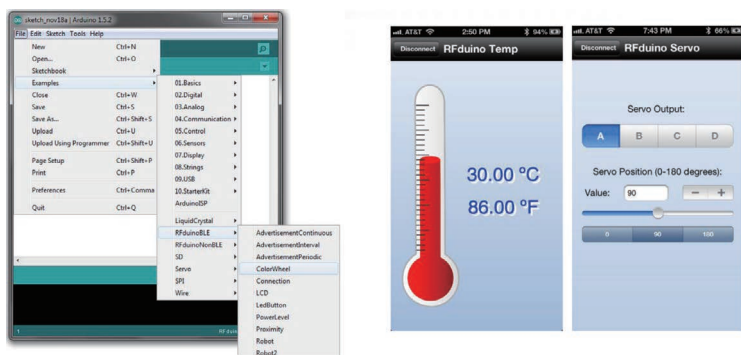 sketch_nov18a | Arduino 1.5.2
File Edit Sketch Tools Help
New Ctrl+N
Open... Ctrl+O
Sketchbook
Examples
Close Ctrl+W
Save Ctrl+S
Save As... Ctrl+Shift+S
Upload Ctrl+U
Upload Using Programmer Ctrl+Shift+U
Page Setup Ctrl+Shift+P
Print Ctrl+P
Preferences Ctrl+Comma
Quit Ctrl+Q
01.Basics
02.Digital
03.Analog
04.Communication
05.Control
06.Sensors
07.Display
08.Strings
09.USB
10.StarterKit
ArduinoISP
LiquidCrystal
RFduinoBLE
RFduinoNonBLE
SD
Servo
SPI
Wire
AdvertisementContinuous
AdvertisementInterval
AdvertisementPeriodic
ColorWheel
Connection
LCD
LedButton
PowerLevel
Proximity
Robot
Robot2
1
AT&T 2:50 PM 94%
Disconnect RFduino Temp
30.00 °C
86.00 °F
AT&T 7:43 PM 66%
Disconnect RFduino Servo
Servo Output:
A B C D
Servo Position (0-180 degrees):
Value: 90 - +
0 90 180